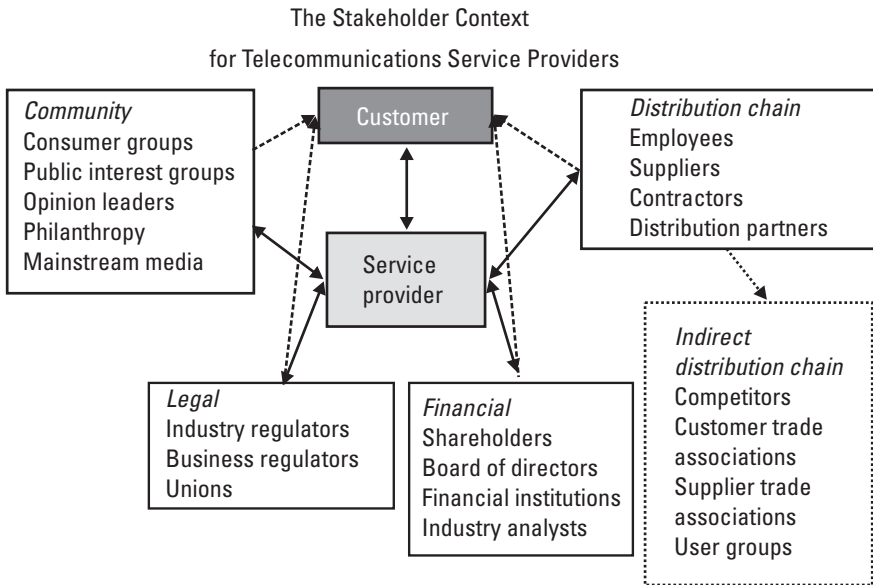 The Stakeholder Context
for Telecommunications Service Providers
Community
Consumer groups
Public interest groups
Opinion leaders
Philanthropy
Mainstream media
Customer
Distribution chain
Employees
Suppliers
Contractors
Distribution partners
Service
provider
Indirect
distribution chain
Competitors
Customer trade
associations
Supplier trade
associations
User groups
Legal
Industry regulators
Business regulators
Unions
Financial
Shareholders
Board of directors
Financial institutions
Industry analysts